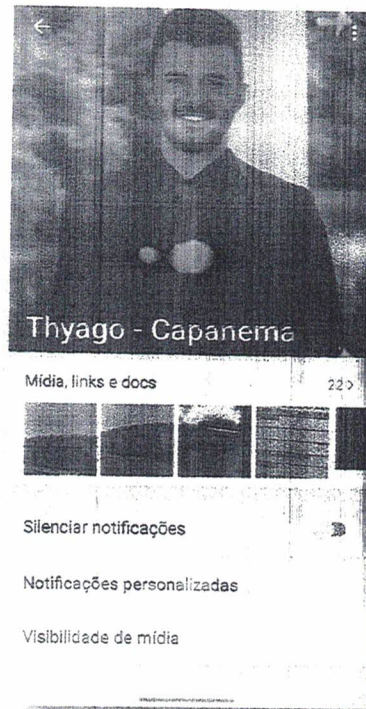 Thyago - Capanema
Mídia, links e docs
22 >
Silenciar notificações
Notificações personalizadas
Visibilidade de mídia